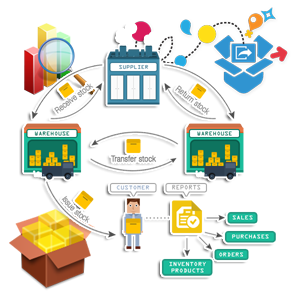 SUPPLIER
Receive stock
Return stock
WAREHOUSE
WAREHOUSE
Transfer stock
Issue stock
CUSTOMER
REPORTS
SALES
PURCHASES
ORDERS
INVENTORY
PRODUCTS